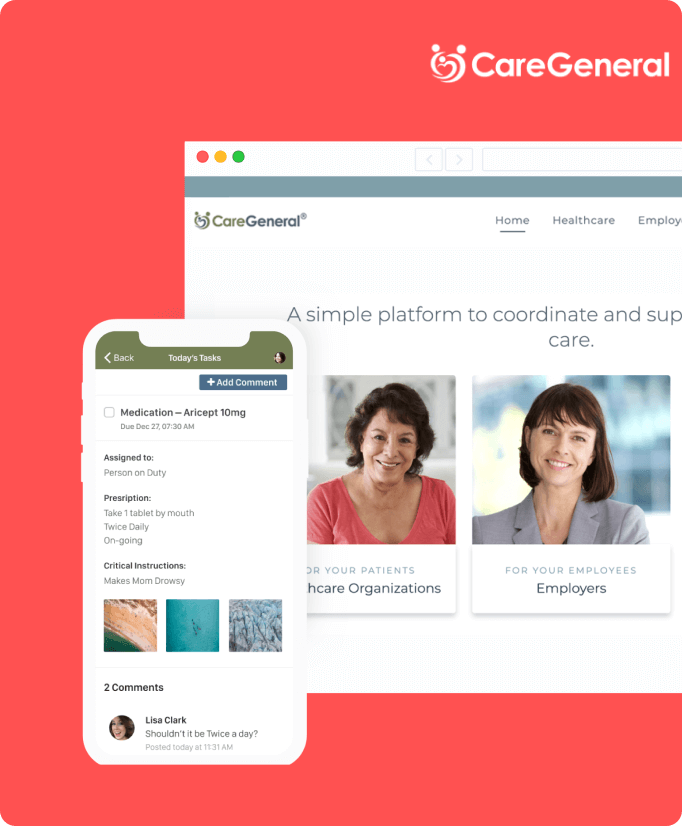 CareGeneral
CareGeneral®
Home Healthcare
A simple platform to coordinate and
care.
Back Today's Tasks
Add Comment
Medication – Aricept 10mg
Due Dec 27, 07:30 AM
Assigned to:
Person on Duty
Presription:
Take 1 tablet by mouth
Twice Daily
On-going
Critical Instructions:
Makes Mom Drowsy
2 Comments
Lisa Clark
Shouldn't it be Twice a day?
Posted today at 11:31 AM
OR YOUR PATIENTS
hcare Organizations
FOR YOUR EMPLOYEES
Employers